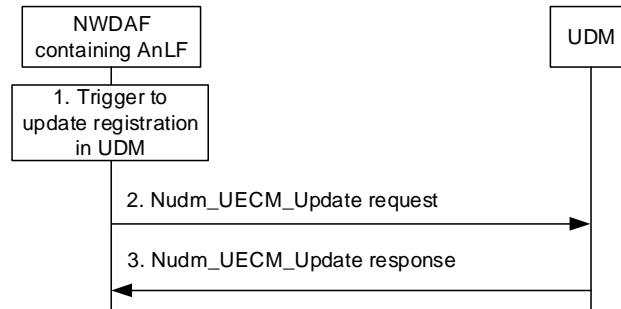 NWDAF
containing AnLF
UDM
1. Trigger to
update registration
in UDM
2. Nudm_UECM_Update request
3. Nudm_UECM_Update response